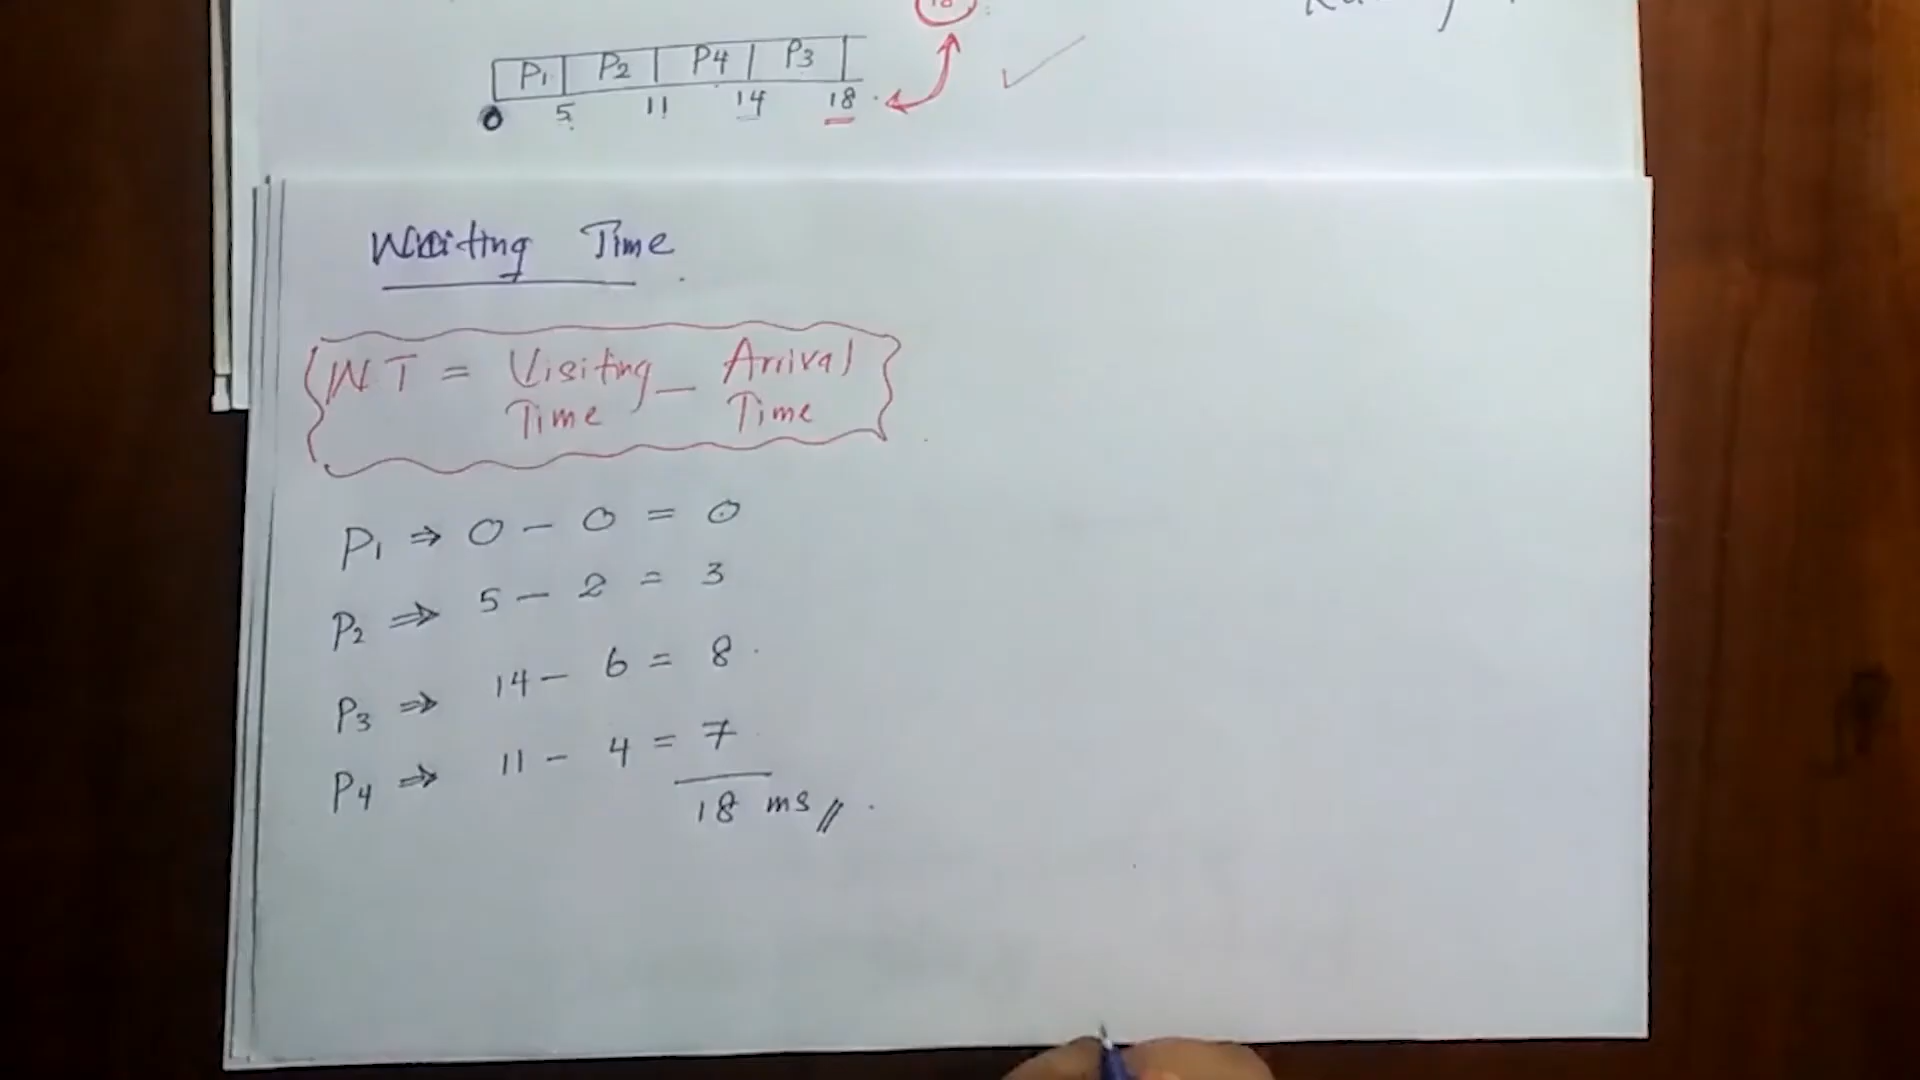 18
P1 P2 P4 P3
0 5 11 14 18
Waiting Time
WT = Visiting Time - Arrival Time
P1 ⇒ 0 - 0 = 0
P2 ⇒ 5 - 2 = 3
P3 ⇒ 14 - 6 = 8
P4 ⇒ 11 - 4 = 7
18 ms //